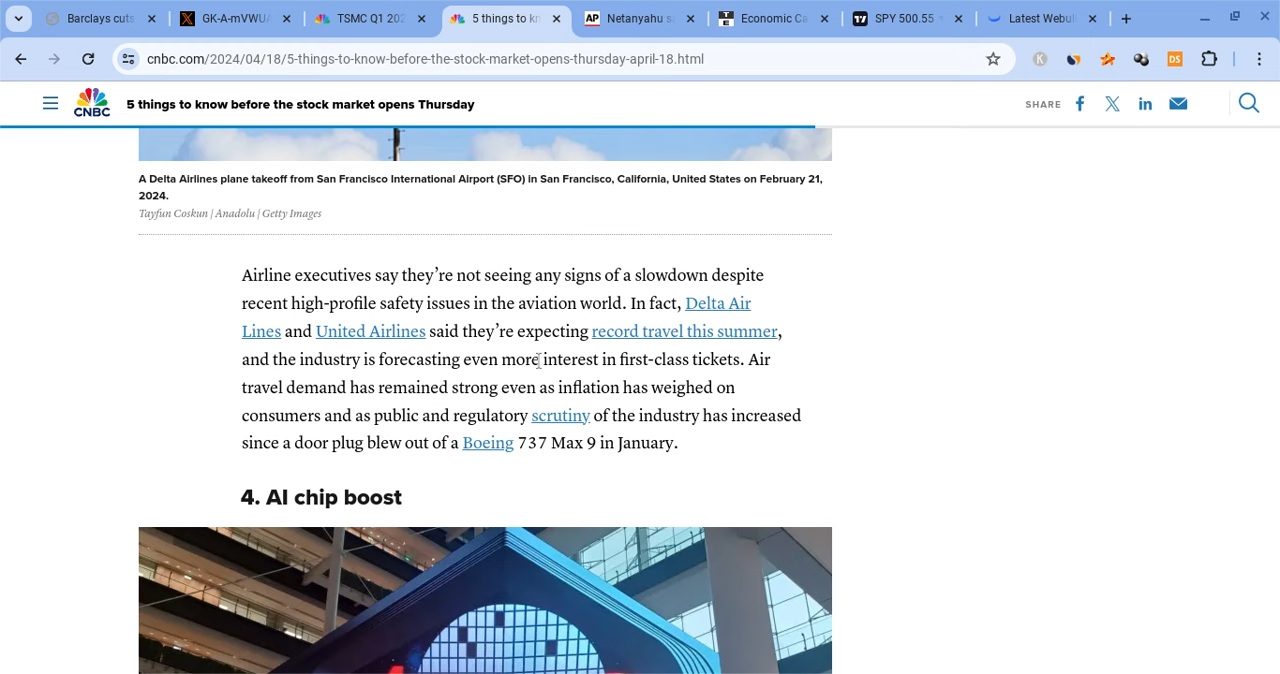 Barclays cuts
GK-A-mVWUA
TSMC Q1 202
5 things to kn
Netanyahu sa
Economic Ca
SPY 500.55
Latest Webul
cnbc.com/2024/04/18/5-things-to-know-before-the-stock-market-opens-thursday-april-18.html
CNBC
5 things to know before the stock market opens Thursday
SHARE
A Delta Airlines plane takeoff from San Francisco International Airport (SFO) in San Francisco, California, United States on February 21,
2024.
Tayfun Coskun | Anadolu | Getty Images
Airline executives say they’re not seeing any signs of a slowdown despite
recent high-profile safety issues in the aviation world. In fact, Delta Air
Lines and United Airlines said they’re expecting record travel this summer,
and the industry is forecasting even more interest in first-class tickets. Air
travel demand has remained strong even as inflation has weighed on
consumers and as public and regulatory scrutiny of the industry has increased
since a door plug blew out of a Boeing 737 Max 9 in January.
4. AI chip boost